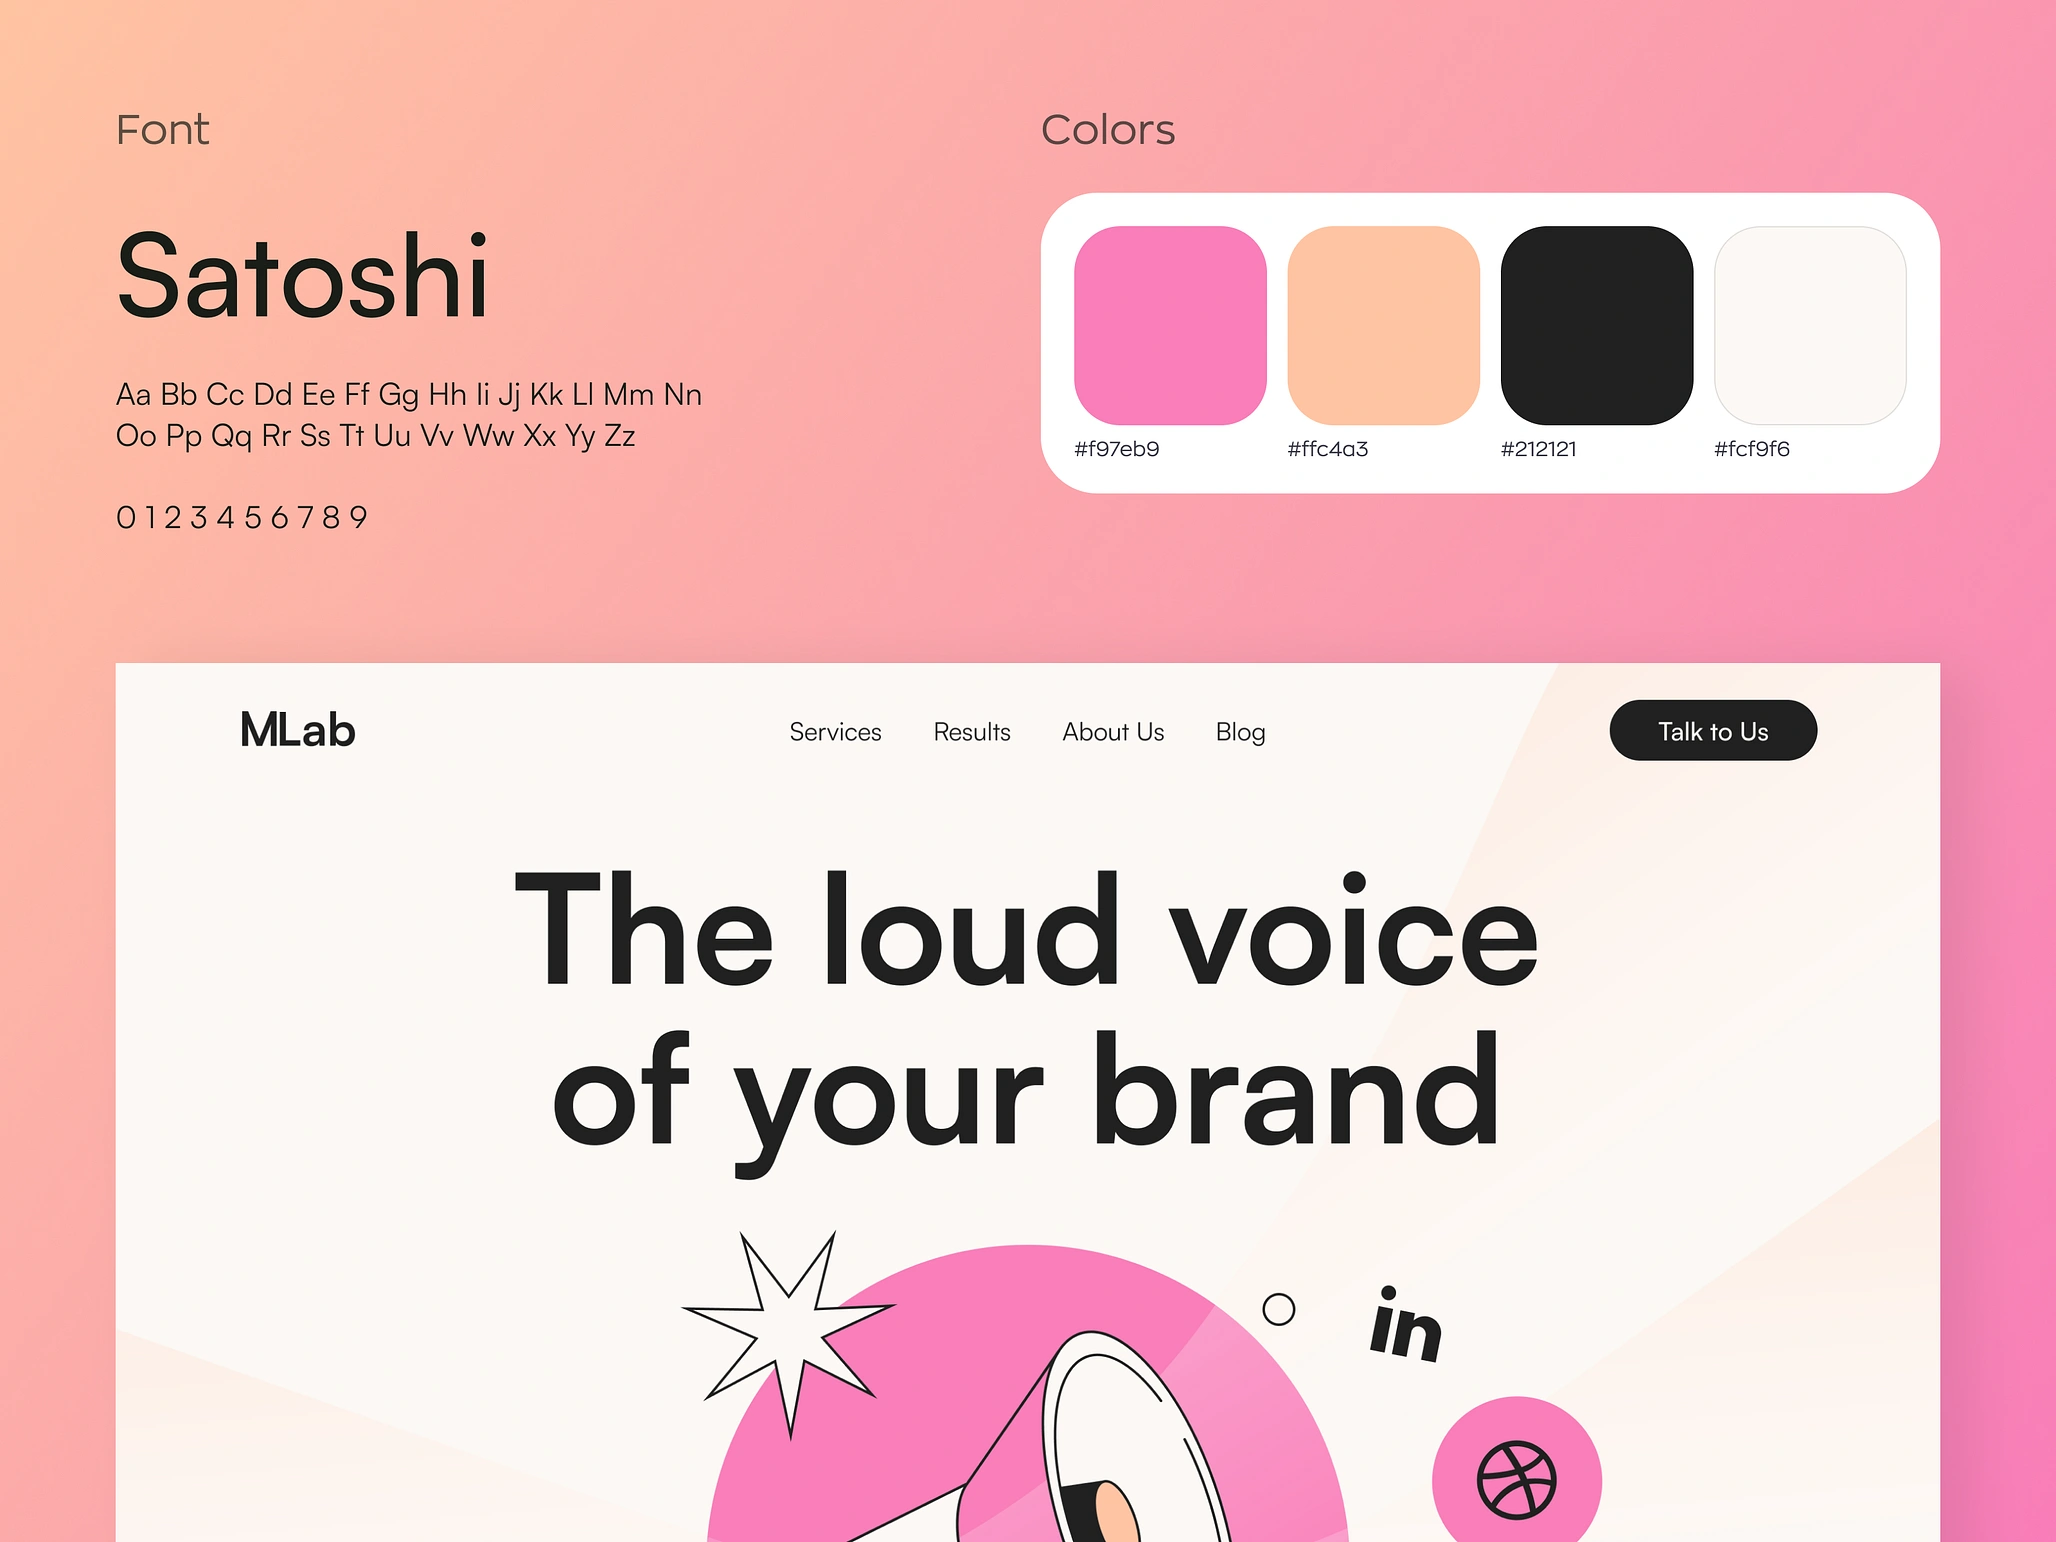 Font
Satoshi
Aa Bb Cc Dd Ee Ff Gg Hh Ii Jj Kk Ll Mm Nn
Oo Pp Qq Rr Ss Tt Uu Vv Ww Xx Yy Zz
0 1 2 3 4 5 6 7 8 9
Colors
#f97eb9 #ffc4a3 #212121 #fcf9f6
MLab Services Results About Us Blog Talk to Us
The loud voice
of your brand
in